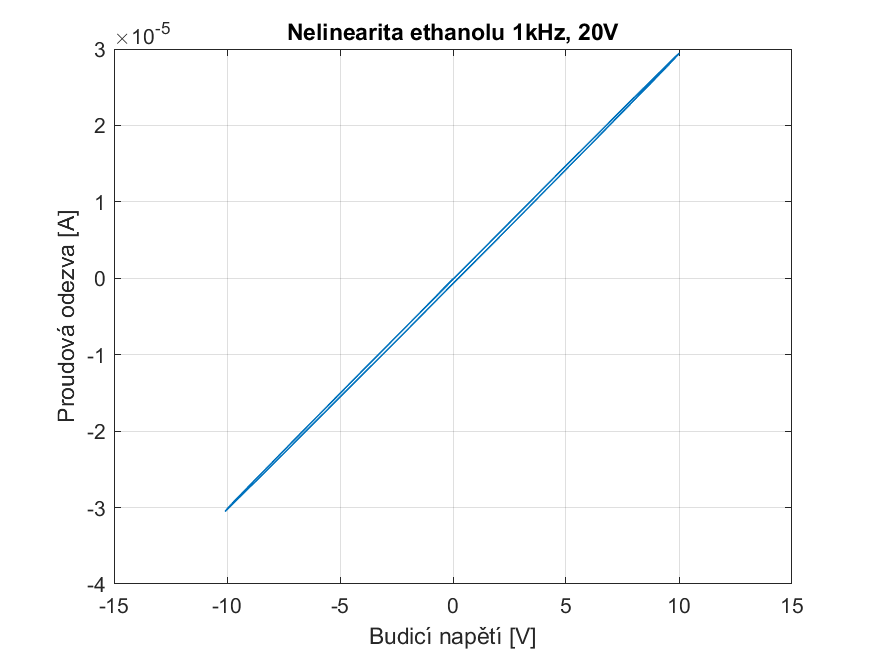 Nelinearita ethanolu 1kHz, 20V
×10-5
3
2
1
0
-1
-2
-3
-4
Proudová odezva [A]
-15 -10 -5 0 5 10 15
Budicí napětí [V]